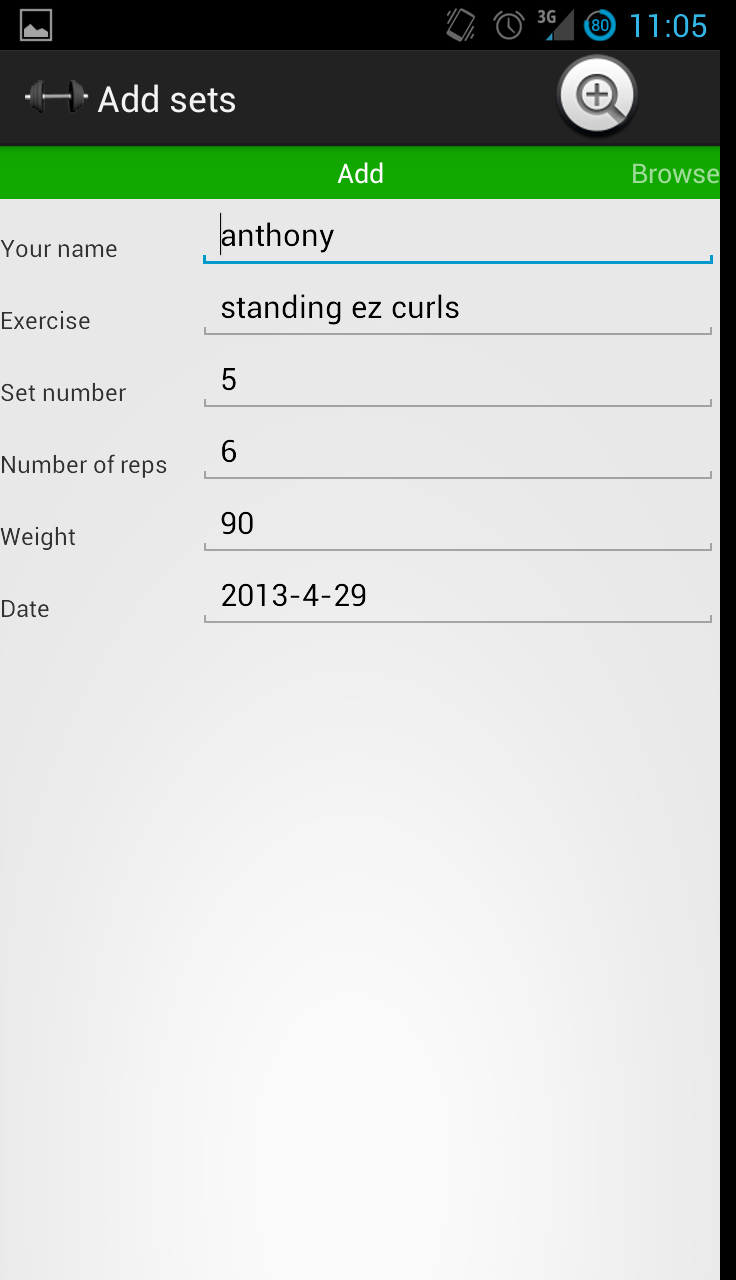 3G 80 11:05
Add sets
Add Browse
Your name anthony
Exercise standing ez curls
Set number 5
Number of reps 6
Weight 90
Date 2013-4-29